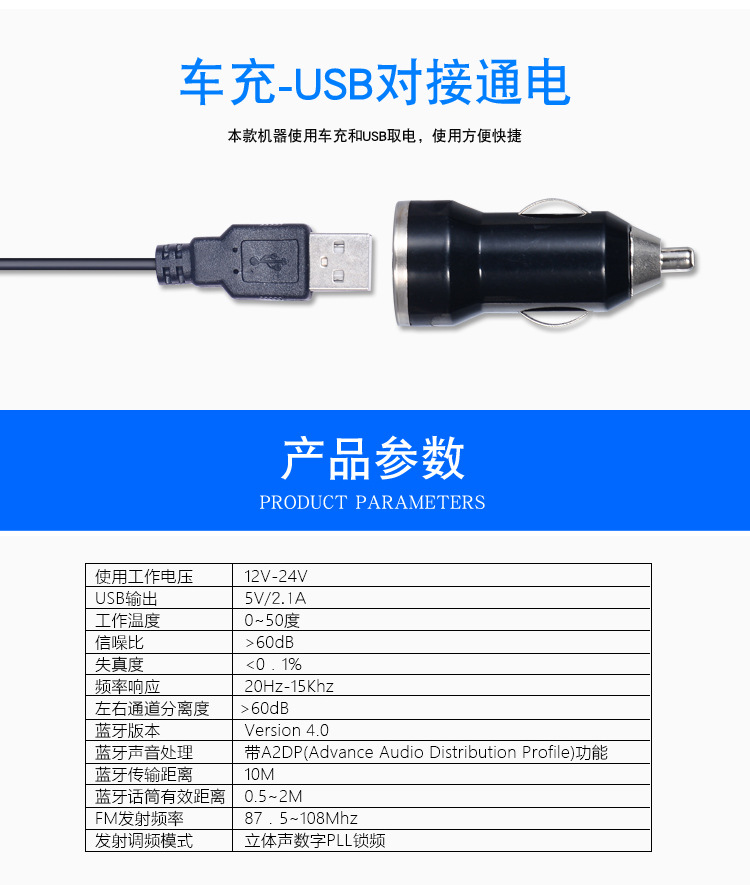 车充-USB对接通电
本款机器使用车充和USB取电，使用方便快捷
产品参数
PRODUCT PARAMETERS
使用工作电压 12V-24V
USB输出 5V/2.1A
工作温度 0~50度
信噪比 >60dB
失真度 <0．1%
频率响应 20Hz-15Khz
左右通道分离度 >60dB
蓝牙版本 Version 4.0
蓝牙声音处理 带A2DP(Advance Audio Distribution Profile)功能
蓝牙传输距离 10M
蓝牙话筒有效距离 0.5~2M
FM发射频率 87．5~108Mhz
发射调频模式 立体声数字PLL锁频